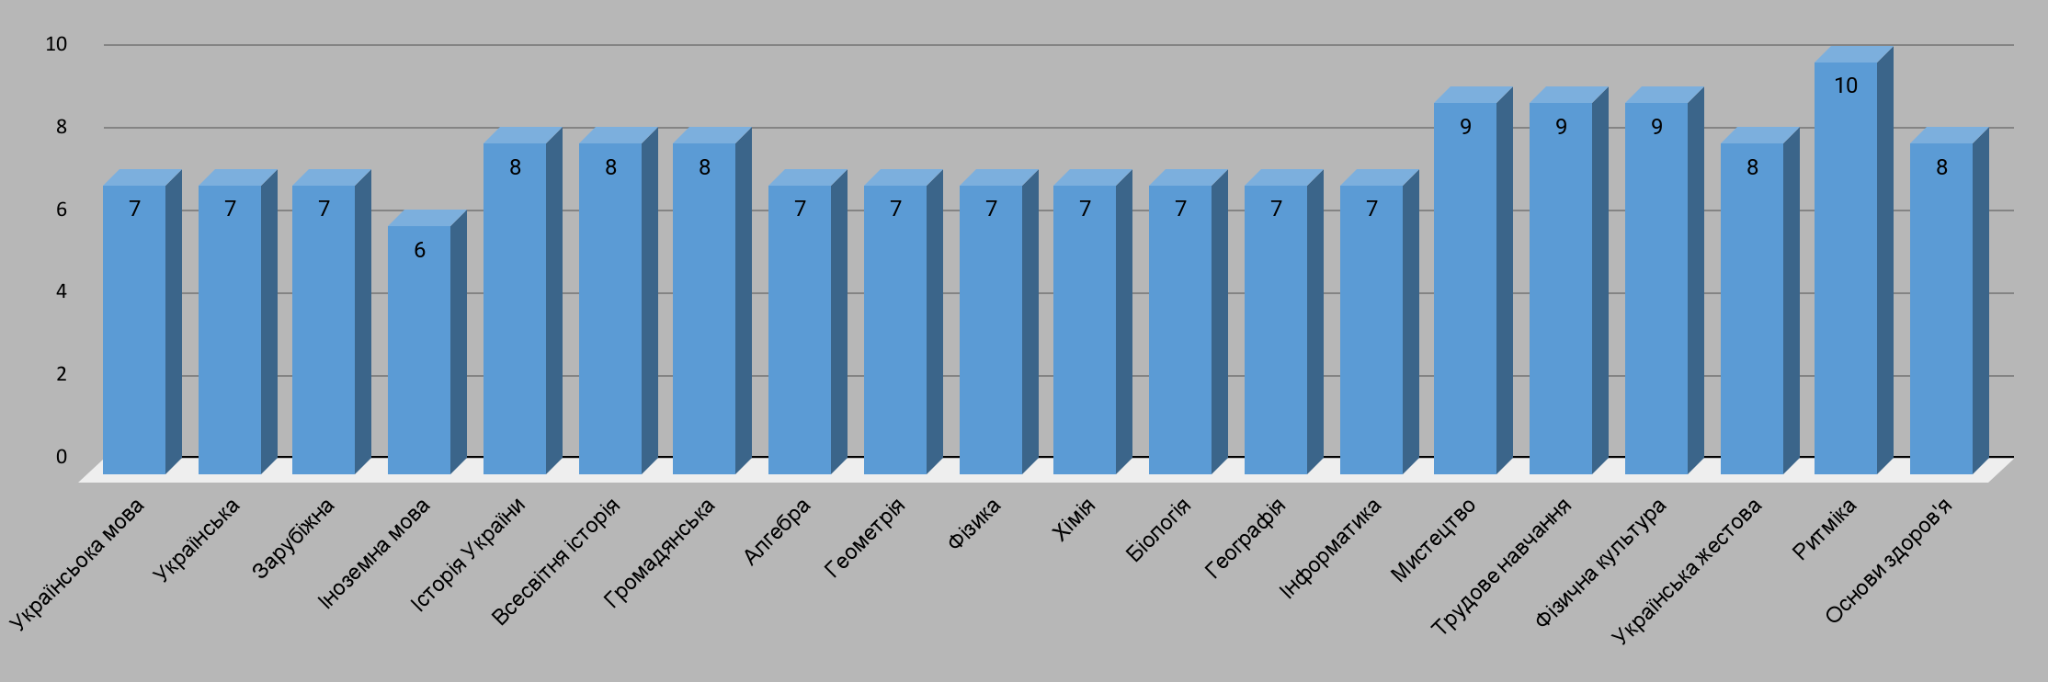 10
8
6
4
2
0
7
7
7
6
8
8
8
7
7
7
7
7
7
7
9
9
9
8
10
8
Українська мова
Українська
Зарубіжна
Іноземна мова
Історія України
Всесвітня історія
Громадянська
Алгебра
Геометрія
Фізика
Хімія
Біологія
Географія
Інформатика
Мистецтво
Трудове навчання
Фізична культура
Українська жестова
Ритміка
Основи здоров'я